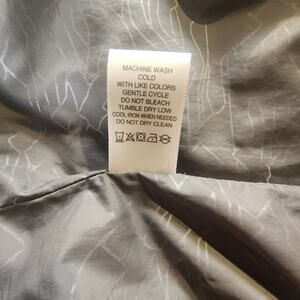 MACHINE WASH
COLD
WITH LIKE COLORS
GENTLE CYCLE
DO NOT BLEACH
TUMBLE DRY LOW
COOL IRON WHEN NEEDED
DO NOT DRY CLEAN